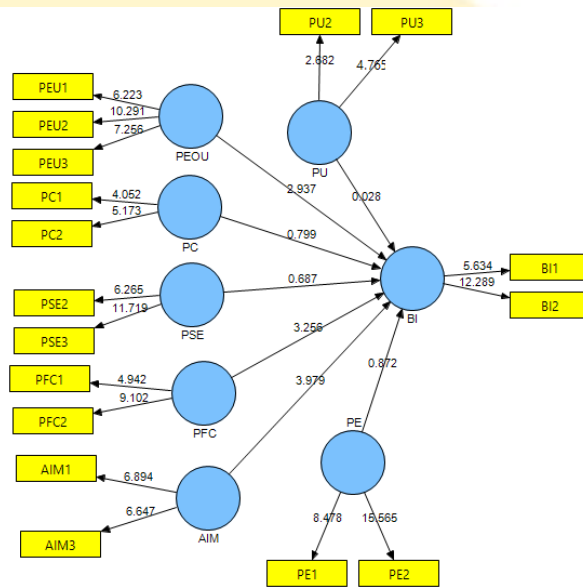 PU2
PU3
2.682
4.765
PU
PEU1
PEU2
PEU3
6.223
10.291
7.256
PEOU
2.937
0.028
PC1
PC2
4.052
5.173
PC
0.799
PSE2
PSE3
6.265
11.719
PSE
0.687
BI
5.634
12.289
BI1
BI2
PFC1
PFC2
4.942
9.102
PFC
3.256
3.979
0.872
AIM1
AIM3
6.894
6.647
AIM
PE
8.478
15.565
PE1
PE2